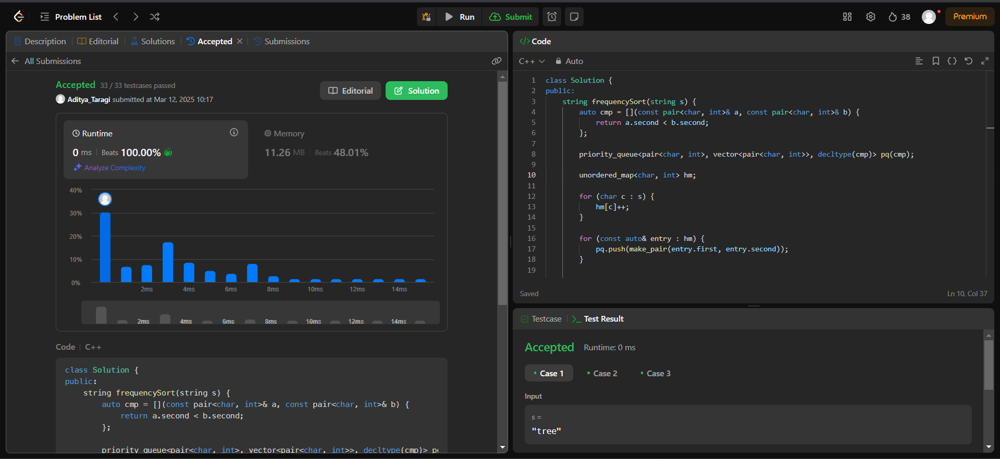 Problem List
Run
Submit
38
Premium
Description
Editorial
Solutions
Accepted
Submissions
All Submissions
Accepted 33 / 33 testcases passed
Aditya_Taragi submitted at Mar 12, 2025 10:17
Editorial
Solution
Runtime
0 ms Beats 100.00%
Analyze Complexity
Memory
11.26 MB Beats 48.01%
40%
30%
20%
10%
0%
2ms 4ms 6ms 8ms 10ms 12ms 14ms
2ms 4ms 6ms 8ms 10ms 12ms 14ms
Code C++
class Solution {
public:
    string frequencySort(string s) {
        auto cmp = [](const pair<char, int>& a, const pair<char, int>& b) {
            return a.second < b.second;
        };
        priority_queue<pair<char, int>, vector<pair<char, int>>, decltype(cmp)> p
</> Code
C++ Auto
1 class Solution {
2 public:
3     string frequencySort(string s) {
4         auto cmp = [](const pair<char, int>& a, const pair<char, int>& b) {
5             return a.second < b.second;
6         };
7
8         priority_queue<pair<char, int>, vector<pair<char, int>>, decltype(cmp)> pq(cmp);
9
10         unordered_map<char, int> hm;
11
12         for (char c : s) {
13             hm[c]++;
14         }
15
16         for (const auto& entry : hm) {
17             pq.push(make_pair(entry.first, entry.second));
18         }
19
Saved
Ln 10, Col 37
Testcase
Test Result
Accepted Runtime: 0 ms
Case 1
Case 2
Case 3
Input
s =
"tree"